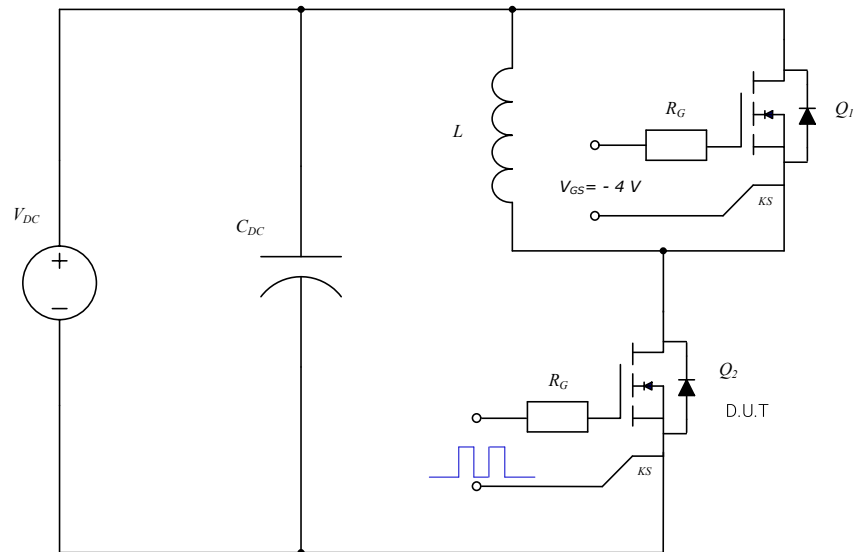 R_G
Q_1
L
V_GS= - 4 V
V_DC
C_DC
KS
+
−
R_G
Q_2
D.U.T
KS